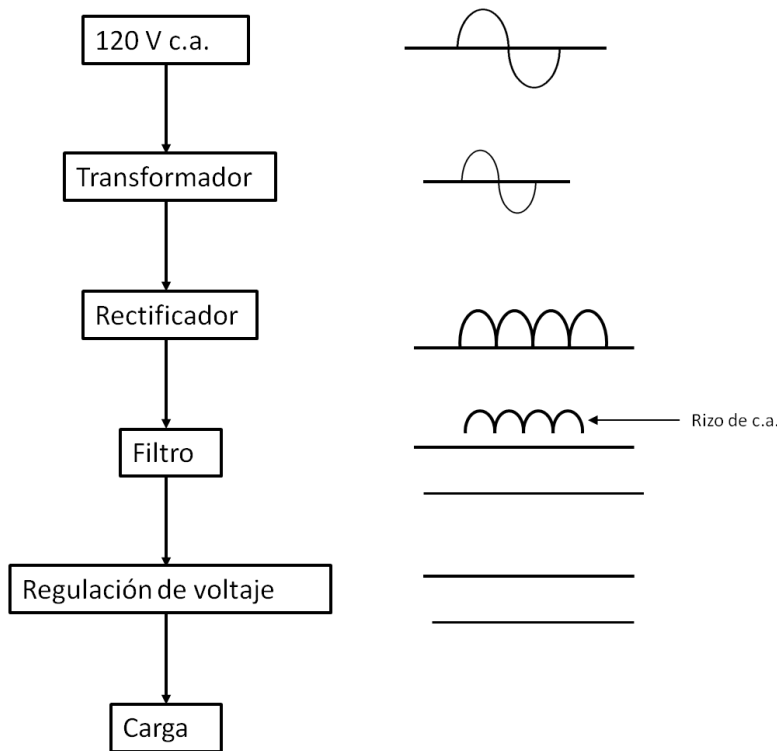 120 V c.a.
Transformador
Rectificador
Rizo de c.a.
Filtro
Regulación de voltaje
Carga